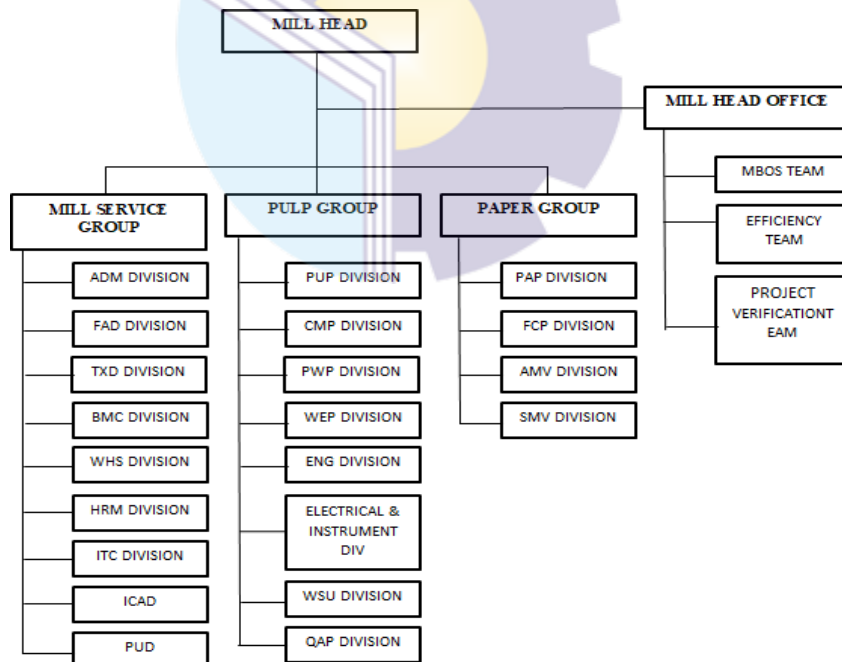 MILL HEAD
MILL HEAD OFFICE
MBOS TEAM
EFFICIENCY
TEAM
PROJECT
VERIFICATIONT
EAM
MILL SERVICE
GROUP
ADM DIVISION
FAD DIVISION
TXD DIVISION
BMC DIVISION
WHS DIVISION
HRM DIVISION
ITC DIVISION
ICAD
PUD
PULP GROUP
PUP DIVISION
CMP DIVISION
PWP DIVISION
WEP DIVISION
ENG DIVISION
ELECTRICAL &
INSTRUMENT
DIV
WSU DIVISION
QAP DIVISION
PAPER GROUP
PAP DIVISION
FCP DIVISION
AMV DIVISION
SMV DIVISION